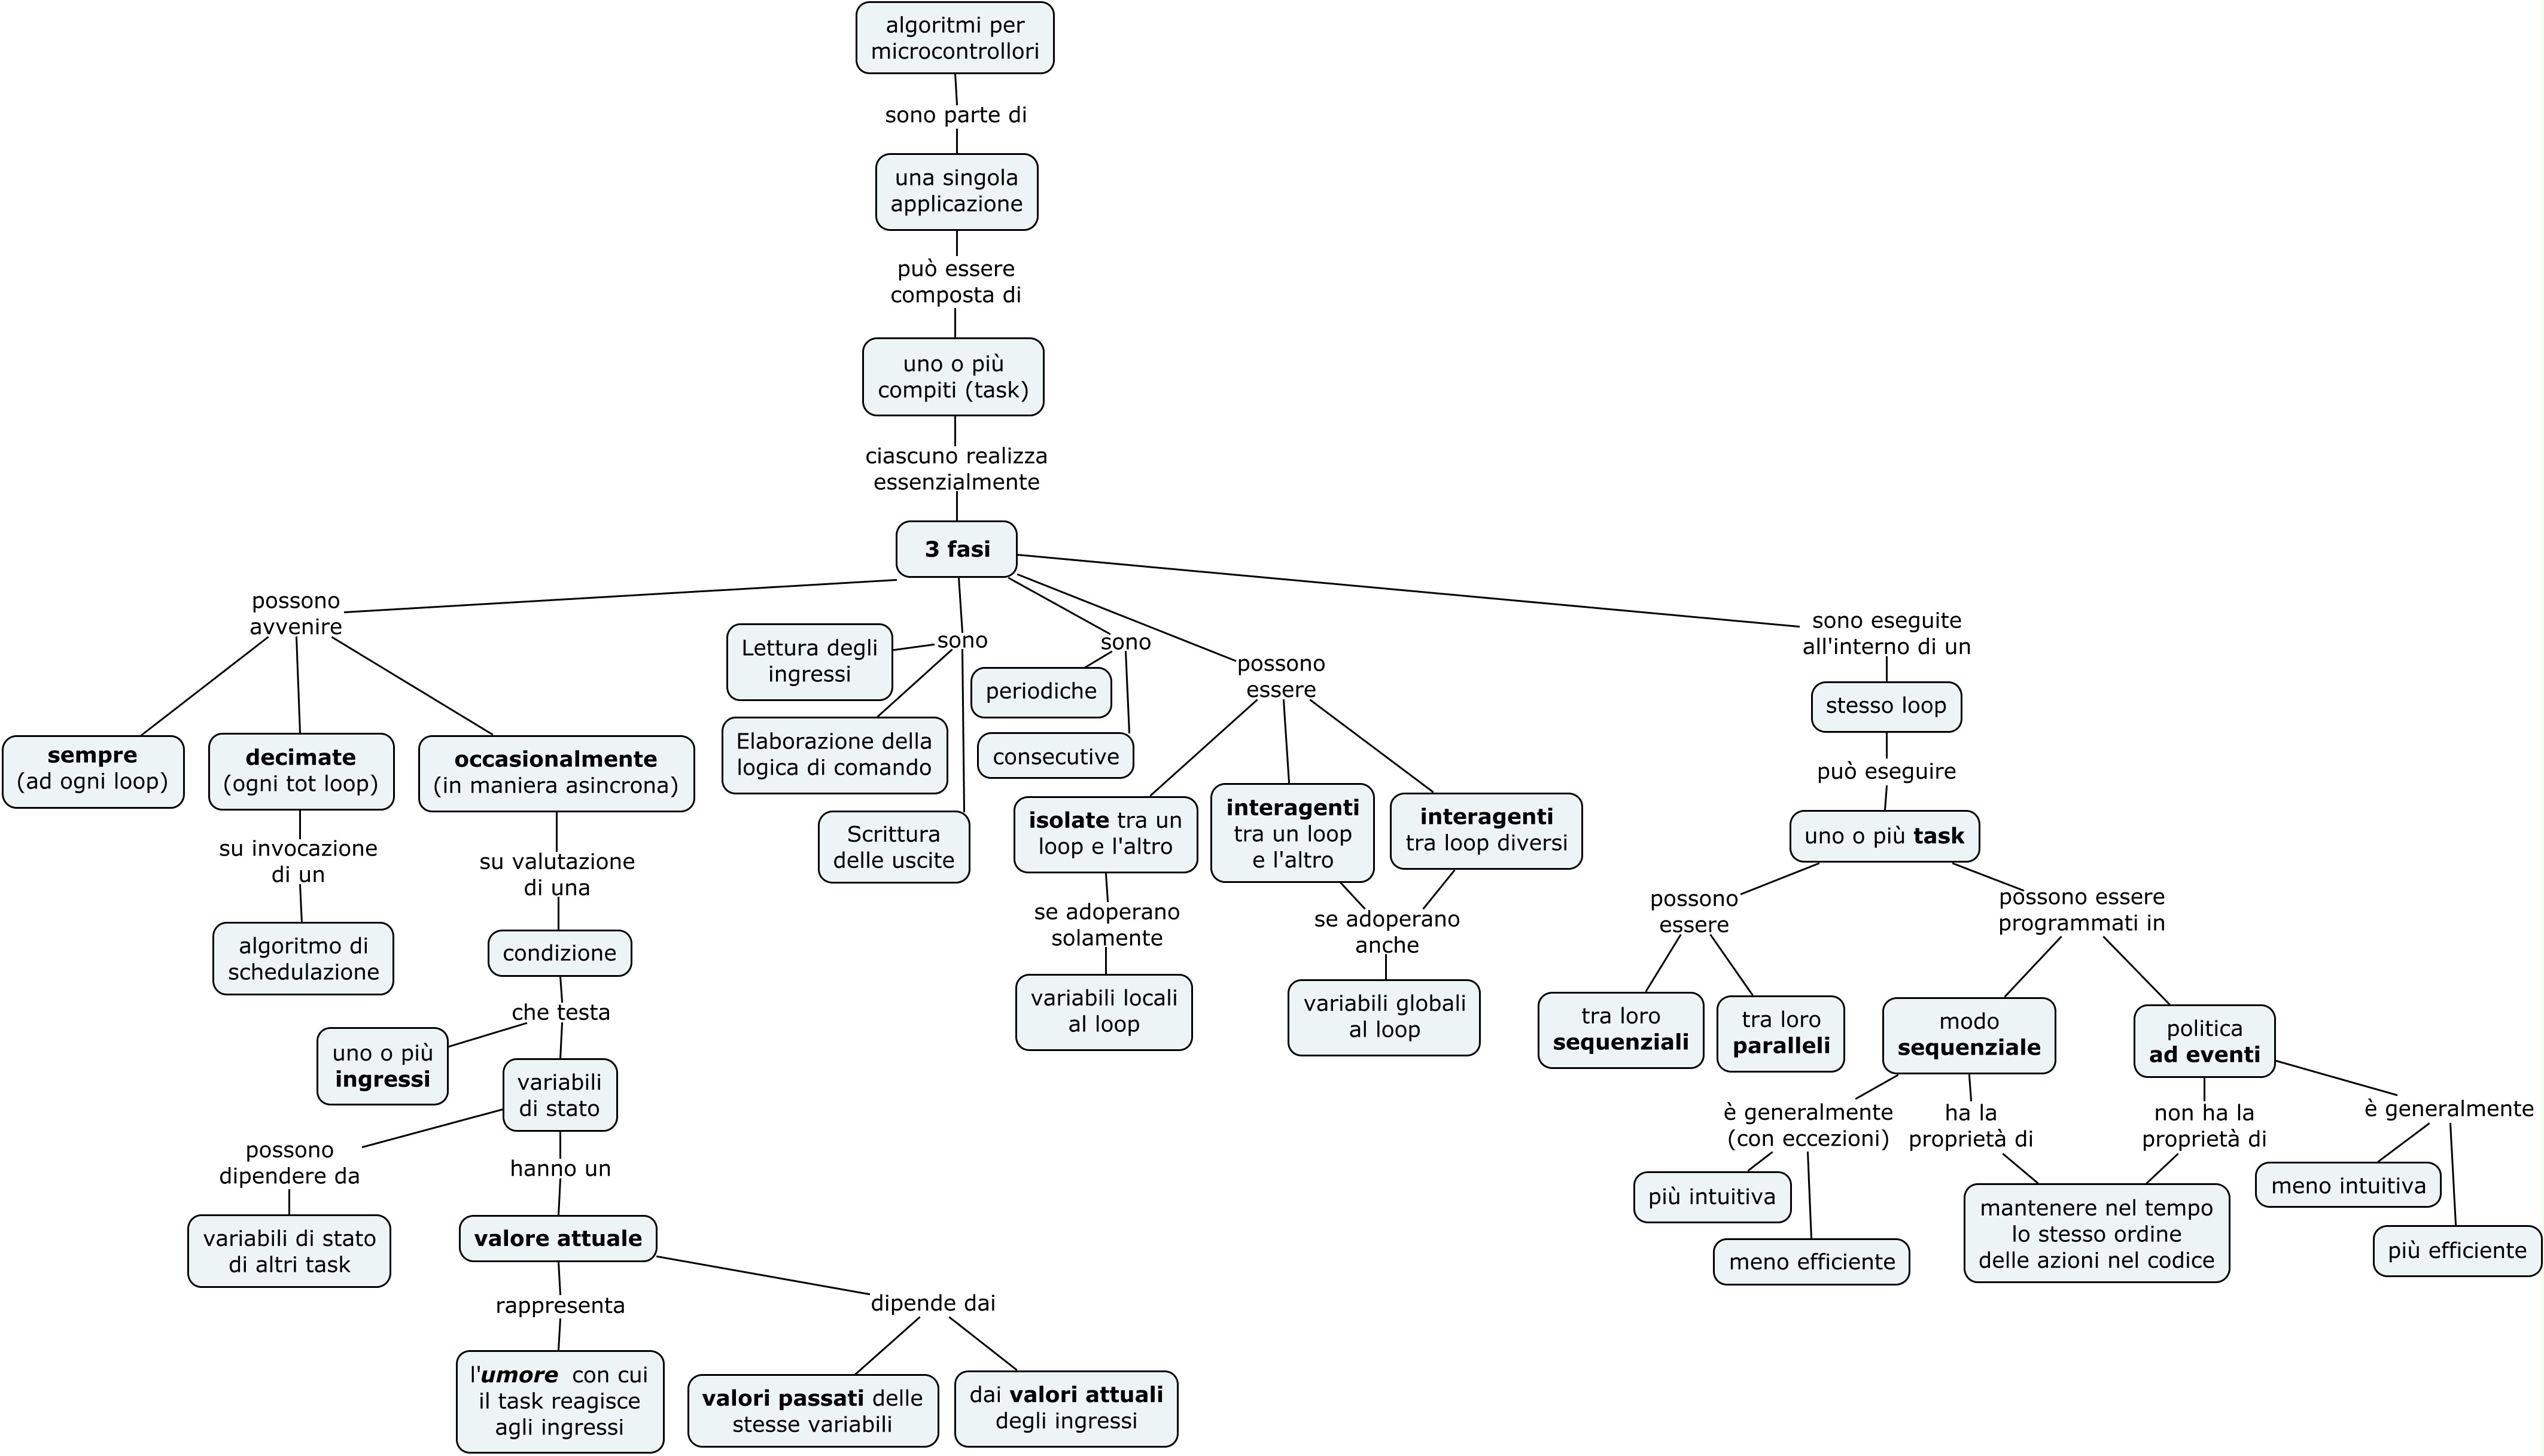 algoritmi per
microcontrollori
sono parte di
una singola
applicazione
può essere
composta di
uno o più
compiti (task)
ciascuno realizza
essenzialmente
3 fasi
possono
avvenire
sempre
(ad ogni loop)
decimate
(ogni tot loop)
su invocazione
di un
algoritmo di
schedulazione
occasionalmente
(in maniera asincrona)
su valutazione
di una
condizione
che testa
uno o più
ingressi
variabili
di stato
possono
dipendere da
variabili di stato
di altri task
hanno un
valore attuale
rappresenta
l'umore con cui
il task reagisce
agli ingressi
dipende dai
valori passati delle
stesse variabili
dai valori attuali
degli ingressi
sono
Lettura degli
ingressi
Elaborazione della
logica di comando
Scrittura
delle uscite
sono
periodiche
consecutive
possono
essere
isolate tra un
loop e l'altro
se adoperano
solamente
variabili locali
al loop
interagenti
tra un loop
e l'altro
interagenti
tra loop diversi
se adoperano
anche
variabili globali
al loop
sono eseguite
all'interno di un
stesso loop
può eseguire
uno o più task
possono
essere
tra loro
sequenziali
tra loro
paralleli
possono essere
programmati in
modo
sequenziale
è generalmente
(con eccezioni)
più intuitiva
meno efficiente
ha la
proprietà di
politica
ad eventi
non ha la
proprietà di
mantenere nel tempo
lo stesso ordine
delle azioni nel codice
è generalmente
meno intuitiva
più efficiente